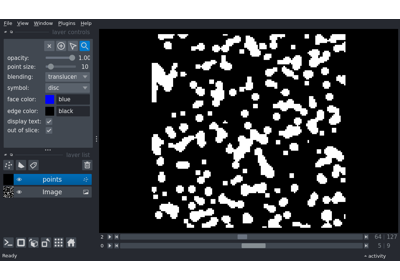 File View Window Plugins Help
layer controls
opacity: 1.00
point size: 10
blending: translucen
symbol: disc
face color: blue
edge color: black
display text:
out of slice:
layer list
points
Image
2 64 127
0 5 9
Ready activity